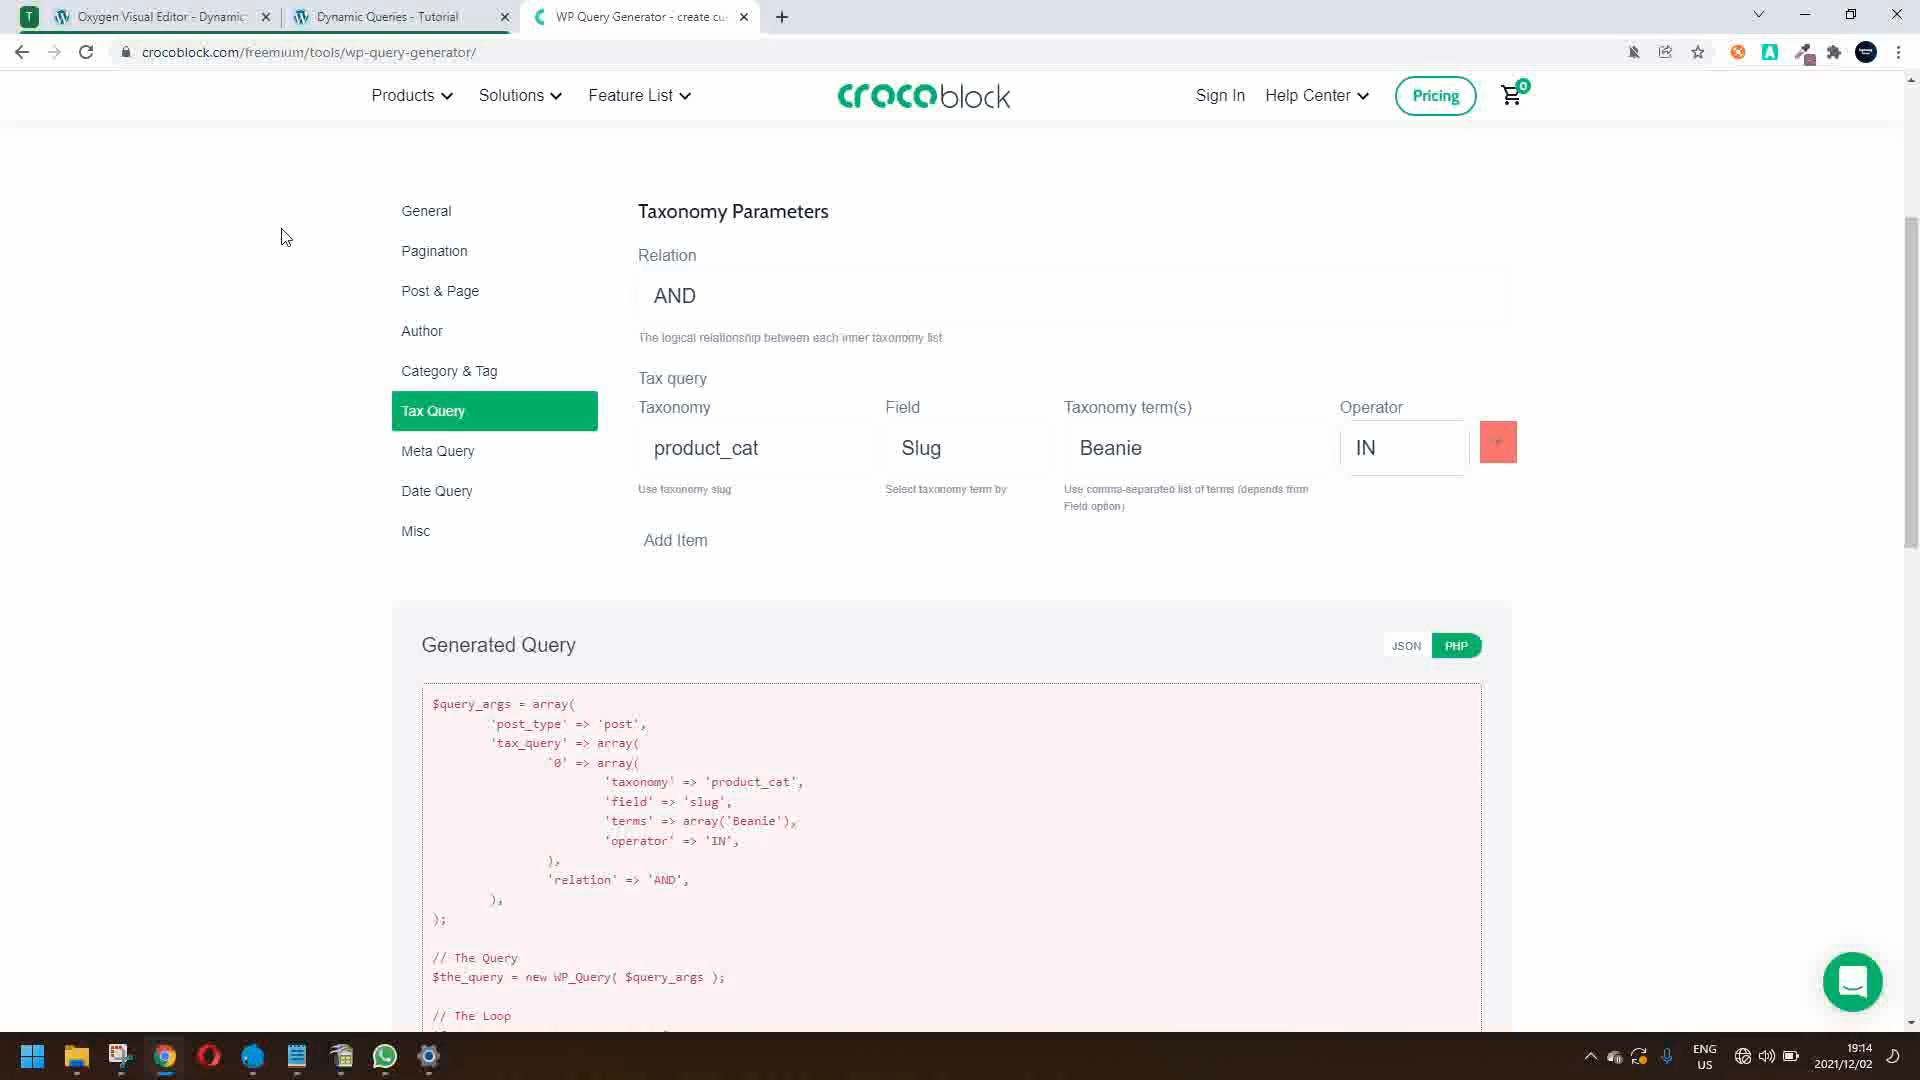 T
Oxygen Visual Editor - Dynamic
Dynamic Queries - Tutorial
WP Query Generator - create cu
crocoblock.com/freemium/tools/wp-query-generator/
Products
Solutions
Feature List
crocoblock
Sign In
Help Center
Pricing
0
General
Pagination
Post & Page
Author
Category & Tag
Tax Query
Meta Query
Date Query
Misc
Taxonomy Parameters
Relation
AND
The logical relationship between each inner taxonomy list
Tax query
Taxonomy
Field
Taxonomy term(s)
Operator
product_cat
Slug
Beanie
IN
Use taxonomy slug
Select taxonomy term by
Use comma-separated list of terms (depends from
Field option)
Add Item
Generated Query
JSON
PHP
$query_args = array(
'post_type' => 'post',
'tax_query' => array(
'0' => array(
'taxonomy' => 'product_cat',
'field' => 'slug',
'terms' => array('Beanie'),
'operator' => 'IN',
),
'relation' => 'AND',
),
);
// The Query
$the_query = new WP_Query( $query_args );
// The Loop
ENG
US
19:14
2021/12/02